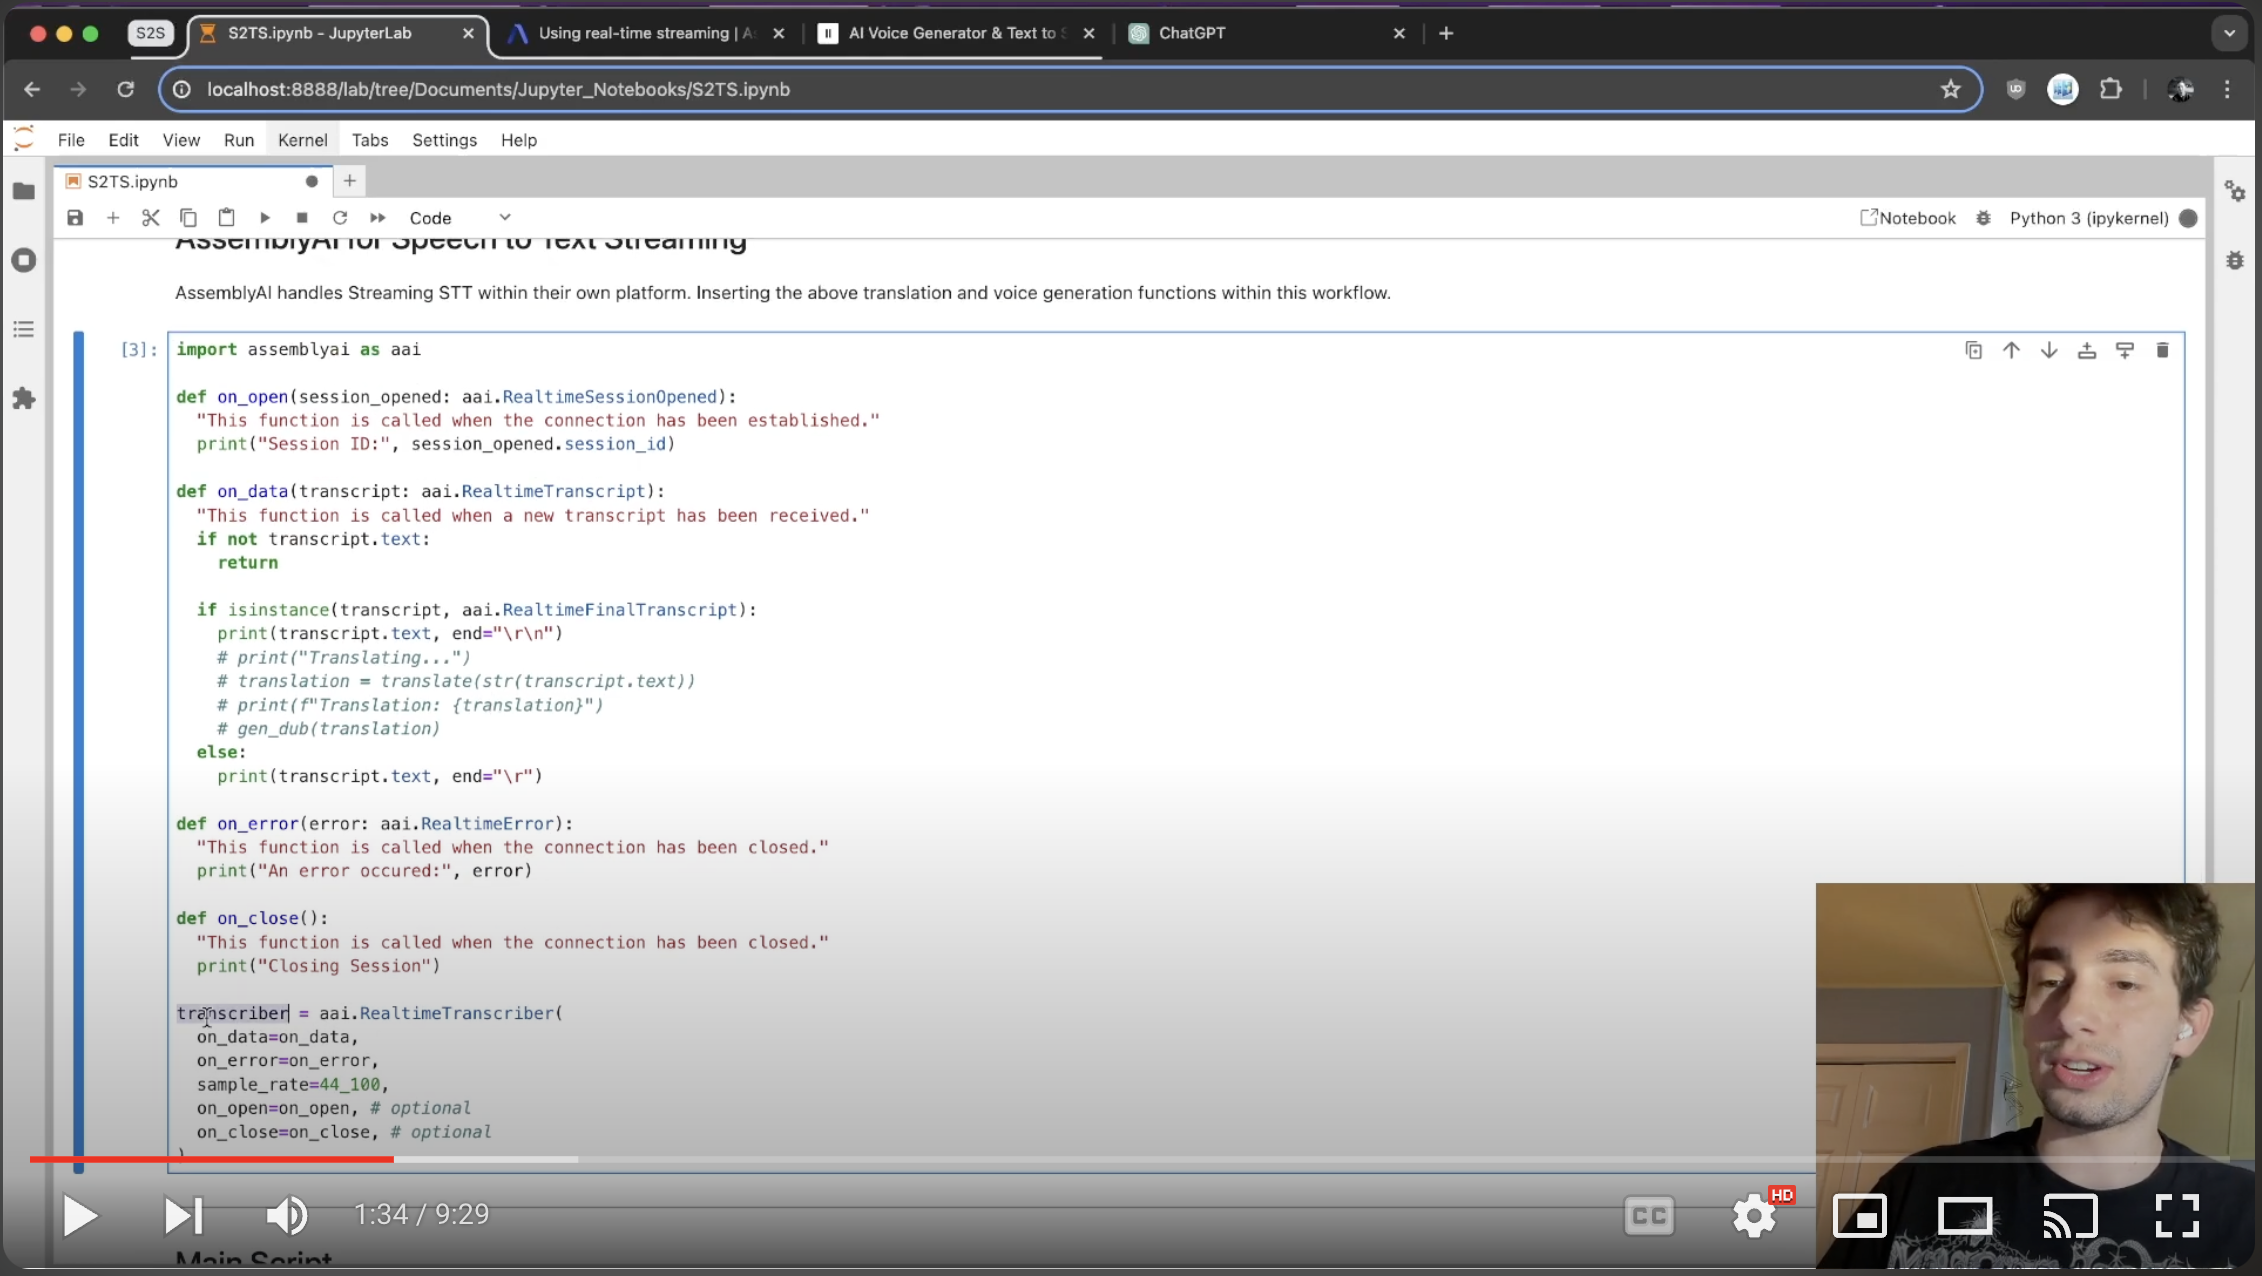 S2S
S2TS.ipynb - JupyterLab
Using real-time streaming | A
AI Voice Generator & Text to S
ChatGPT
localhost:8888/lab/tree/Documents/Jupyter_Notebooks/S2TS.ipynb
File Edit View Run Kernel Tabs Settings Help
S2TS.ipynb
Code
Notebook
Python 3 (ipykernel)
AssemblyAI for Speech to Text Streaming
AssemblyAI handles Streaming STT within their own platform. Inserting the above translation and voice generation functions within this workflow.
[3]:
import assemblyai as aai
def on_open(session_opened: aai.RealtimeSessionOpened):
"This function is called when the connection has been established."
print("Session ID:", session_opened.session_id)
def on_data(transcript: aai.RealtimeTranscript):
"This function is called when a new transcript has been received."
if not transcript.text:
return
if isinstance(transcript, aai.RealtimeFinalTranscript):
print(transcript.text, end="\r\n")
# print("Translating...")
# translation = translate(str(transcript.text))
# print(f"Translation: {translation}")
# gen_dub(translation)
else:
print(transcript.text, end="\r")
def on_error(error: aai.RealtimeError):
"This function is called when the connection has been closed."
print("An error occured:", error)
def on_close():
"This function is called when the connection has been closed."
print("Closing Session")
transcriber = aai.RealtimeTranscriber(
on_data=on_data,
on_error=on_error,
sample_rate=44_100,
on_open=on_open, # optional
on_close=on_close, # optional
)
1:34 / 9:29
CC
HD
Main Script